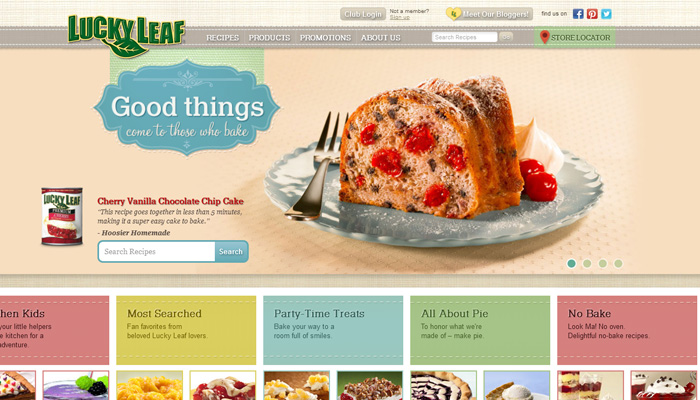 Club Login
Not a member?
Sign up
Meet Our Bloggers!
find us on
LUCKY LEAF
RECIPES PRODUCTS PROMOTIONS ABOUT US
Search Recipes
STORE LOCATOR
Good things
come to those who bake
LUCKY LEAF
Cherry Vanilla Chocolate Chip Cake
"This recipe goes together in less than 5 minutes,
making it a super easy cake to bake."
- Hoosier Homemade
Search Recipes
Search
hen Kids
your little helpers
e kitchen for a
adventure.
Most Searched
Fan favorites from
beloved Lucky Leaf lovers.
Party-Time Treats
Bake your way to a
room full of smiles.
All About Pie
To honor what we're
made of – make pie.
No Bake
Look Ma! No oven.
Delightful no-bake recipes.